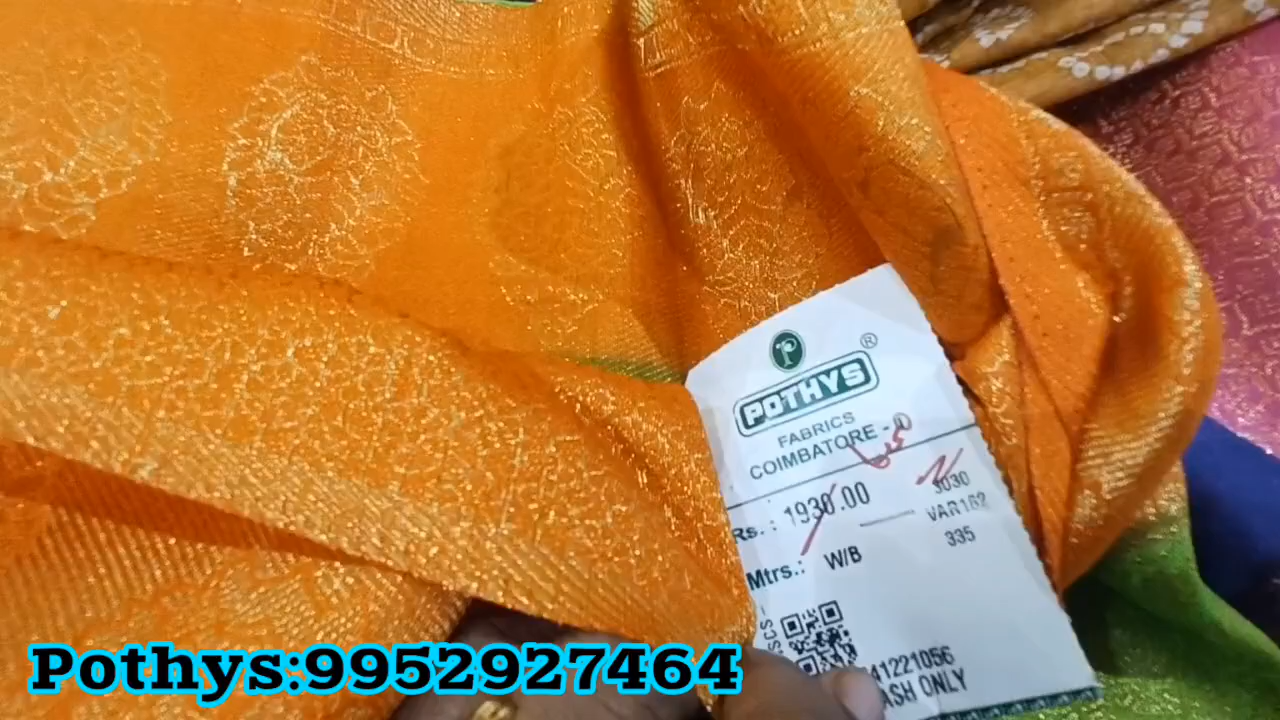 P
®
POTHYS
FABRICS
COIMBATORE -
Rs. : 1930.00
3030
VAR162
Mtrs.: W/B
335
41221056
ASH ONLY
Pothys:9952927464